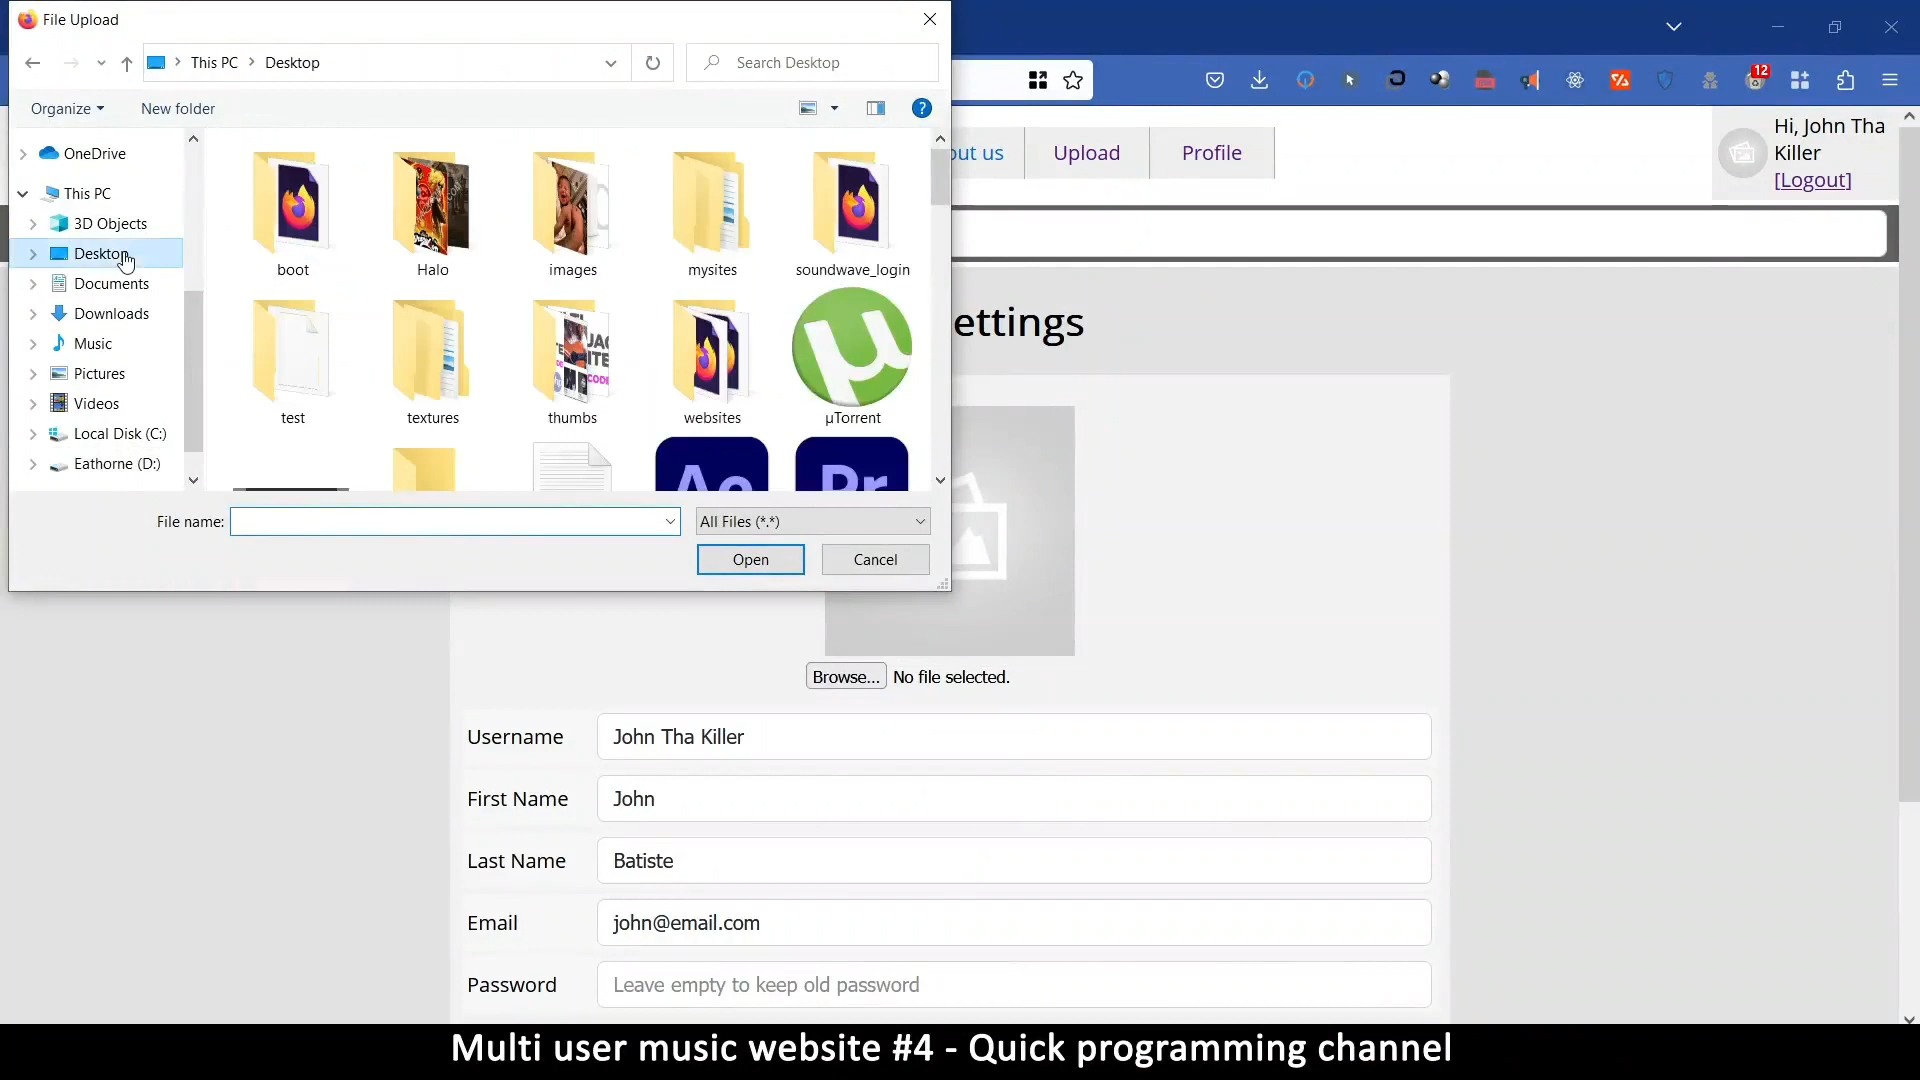 File Upload
This PC
Desktop
Search Desktop
Organize
New folder
?
OneDrive
This PC
3D Objects
Desktop
Documents
Downloads
Music
Pictures
Videos
Local Disk (C:)
Eathorne (D:)
boot
Halo
images
mysites
soundwave_login
test
textures
thumbs
websites
µTorrent
Ae
Pr
File name:
All Files (*.*)
Open
Cancel
12
out us
Upload
Profile
Hi, John Tha
Killer
[Logout]
ettings
Browse...
No file selected.
Username
John Tha Killer
First Name
John
Last Name
Batiste
Email
john@email.com
Password
Leave empty to keep old password
Multi user music website #4 - Quick programming channel